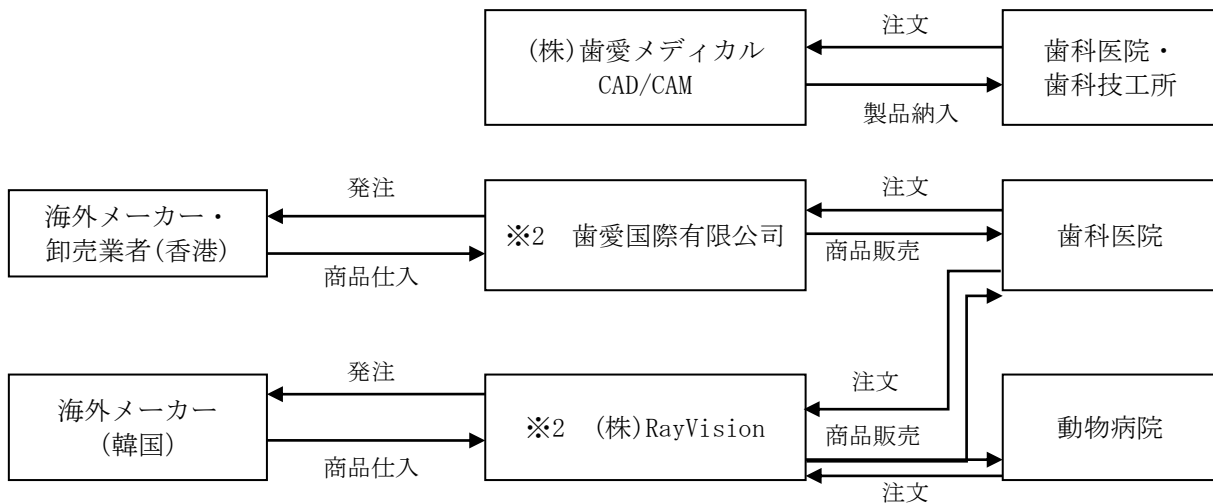 注文
(株)歯愛メディカル
CAD/CAM
歯科医院・
歯科技工所
製品納入
海外メーカー・
卸売業者(香港)
発注
商品仕入
※2　歯愛国際有限公司
注文
商品販売
歯科医院
海外メーカー
(韓国)
発注
商品仕入
※2　(株)RayVision
注文
商品販売
動物病院
注文